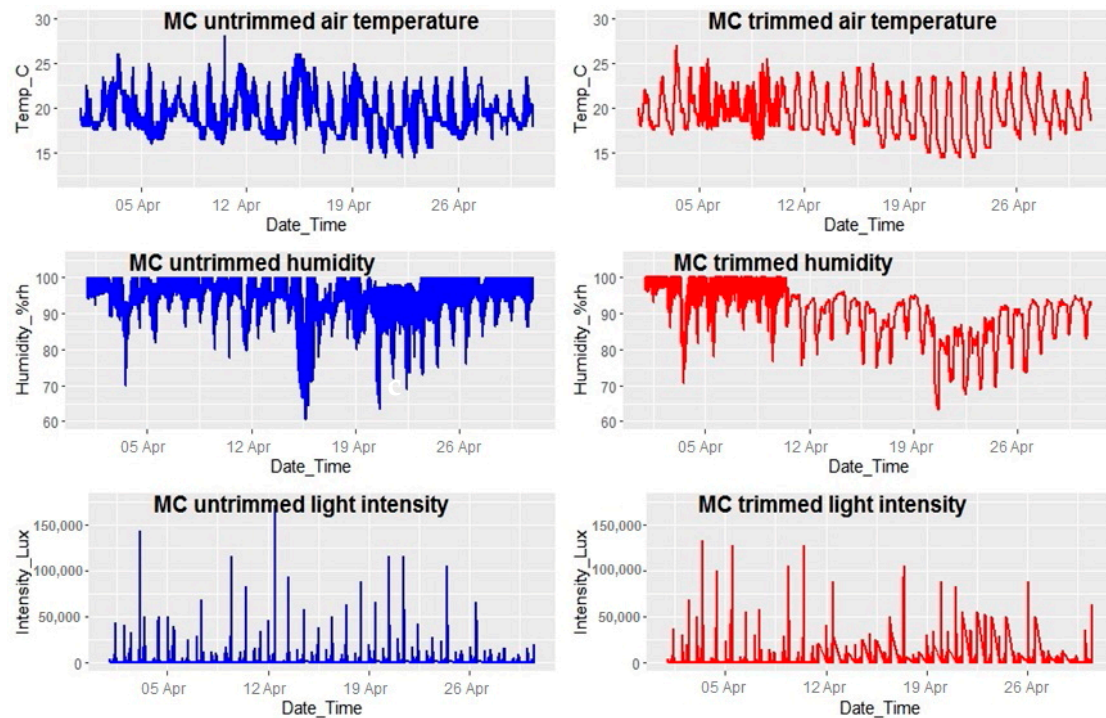 MC untrimmed air temperature
30
25
20
15
Temp_C
05 Apr 12 Apr 19 Apr 26 Apr
Date_Time
MC trimmed air temperature
30
25
20
15
Temp_C
05 Apr 12 Apr 19 Apr 26 Apr
Date_Time
MC untrimmed humidity
100
90
80
70
60
Humidity_%rh
C
05 Apr 12 Apr 19 Apr 26 Apr
Date_Time
MC trimmed humidity
100
90
80
70
60
Humidity_%rh
05 Apr 12 Apr 19 Apr 26 Apr
Date_Time
MC untrimmed light intensity
150,000
100,000
50,000
0
Intensity_Lux
05 Apr 12 Apr 19 Apr 26 Apr
Date_Time
MC trimmed light intensity
150,000
100,000
50,000
0
Intensity_Lux
05 Apr 12 Apr 19 Apr 26 Apr
Date_Time